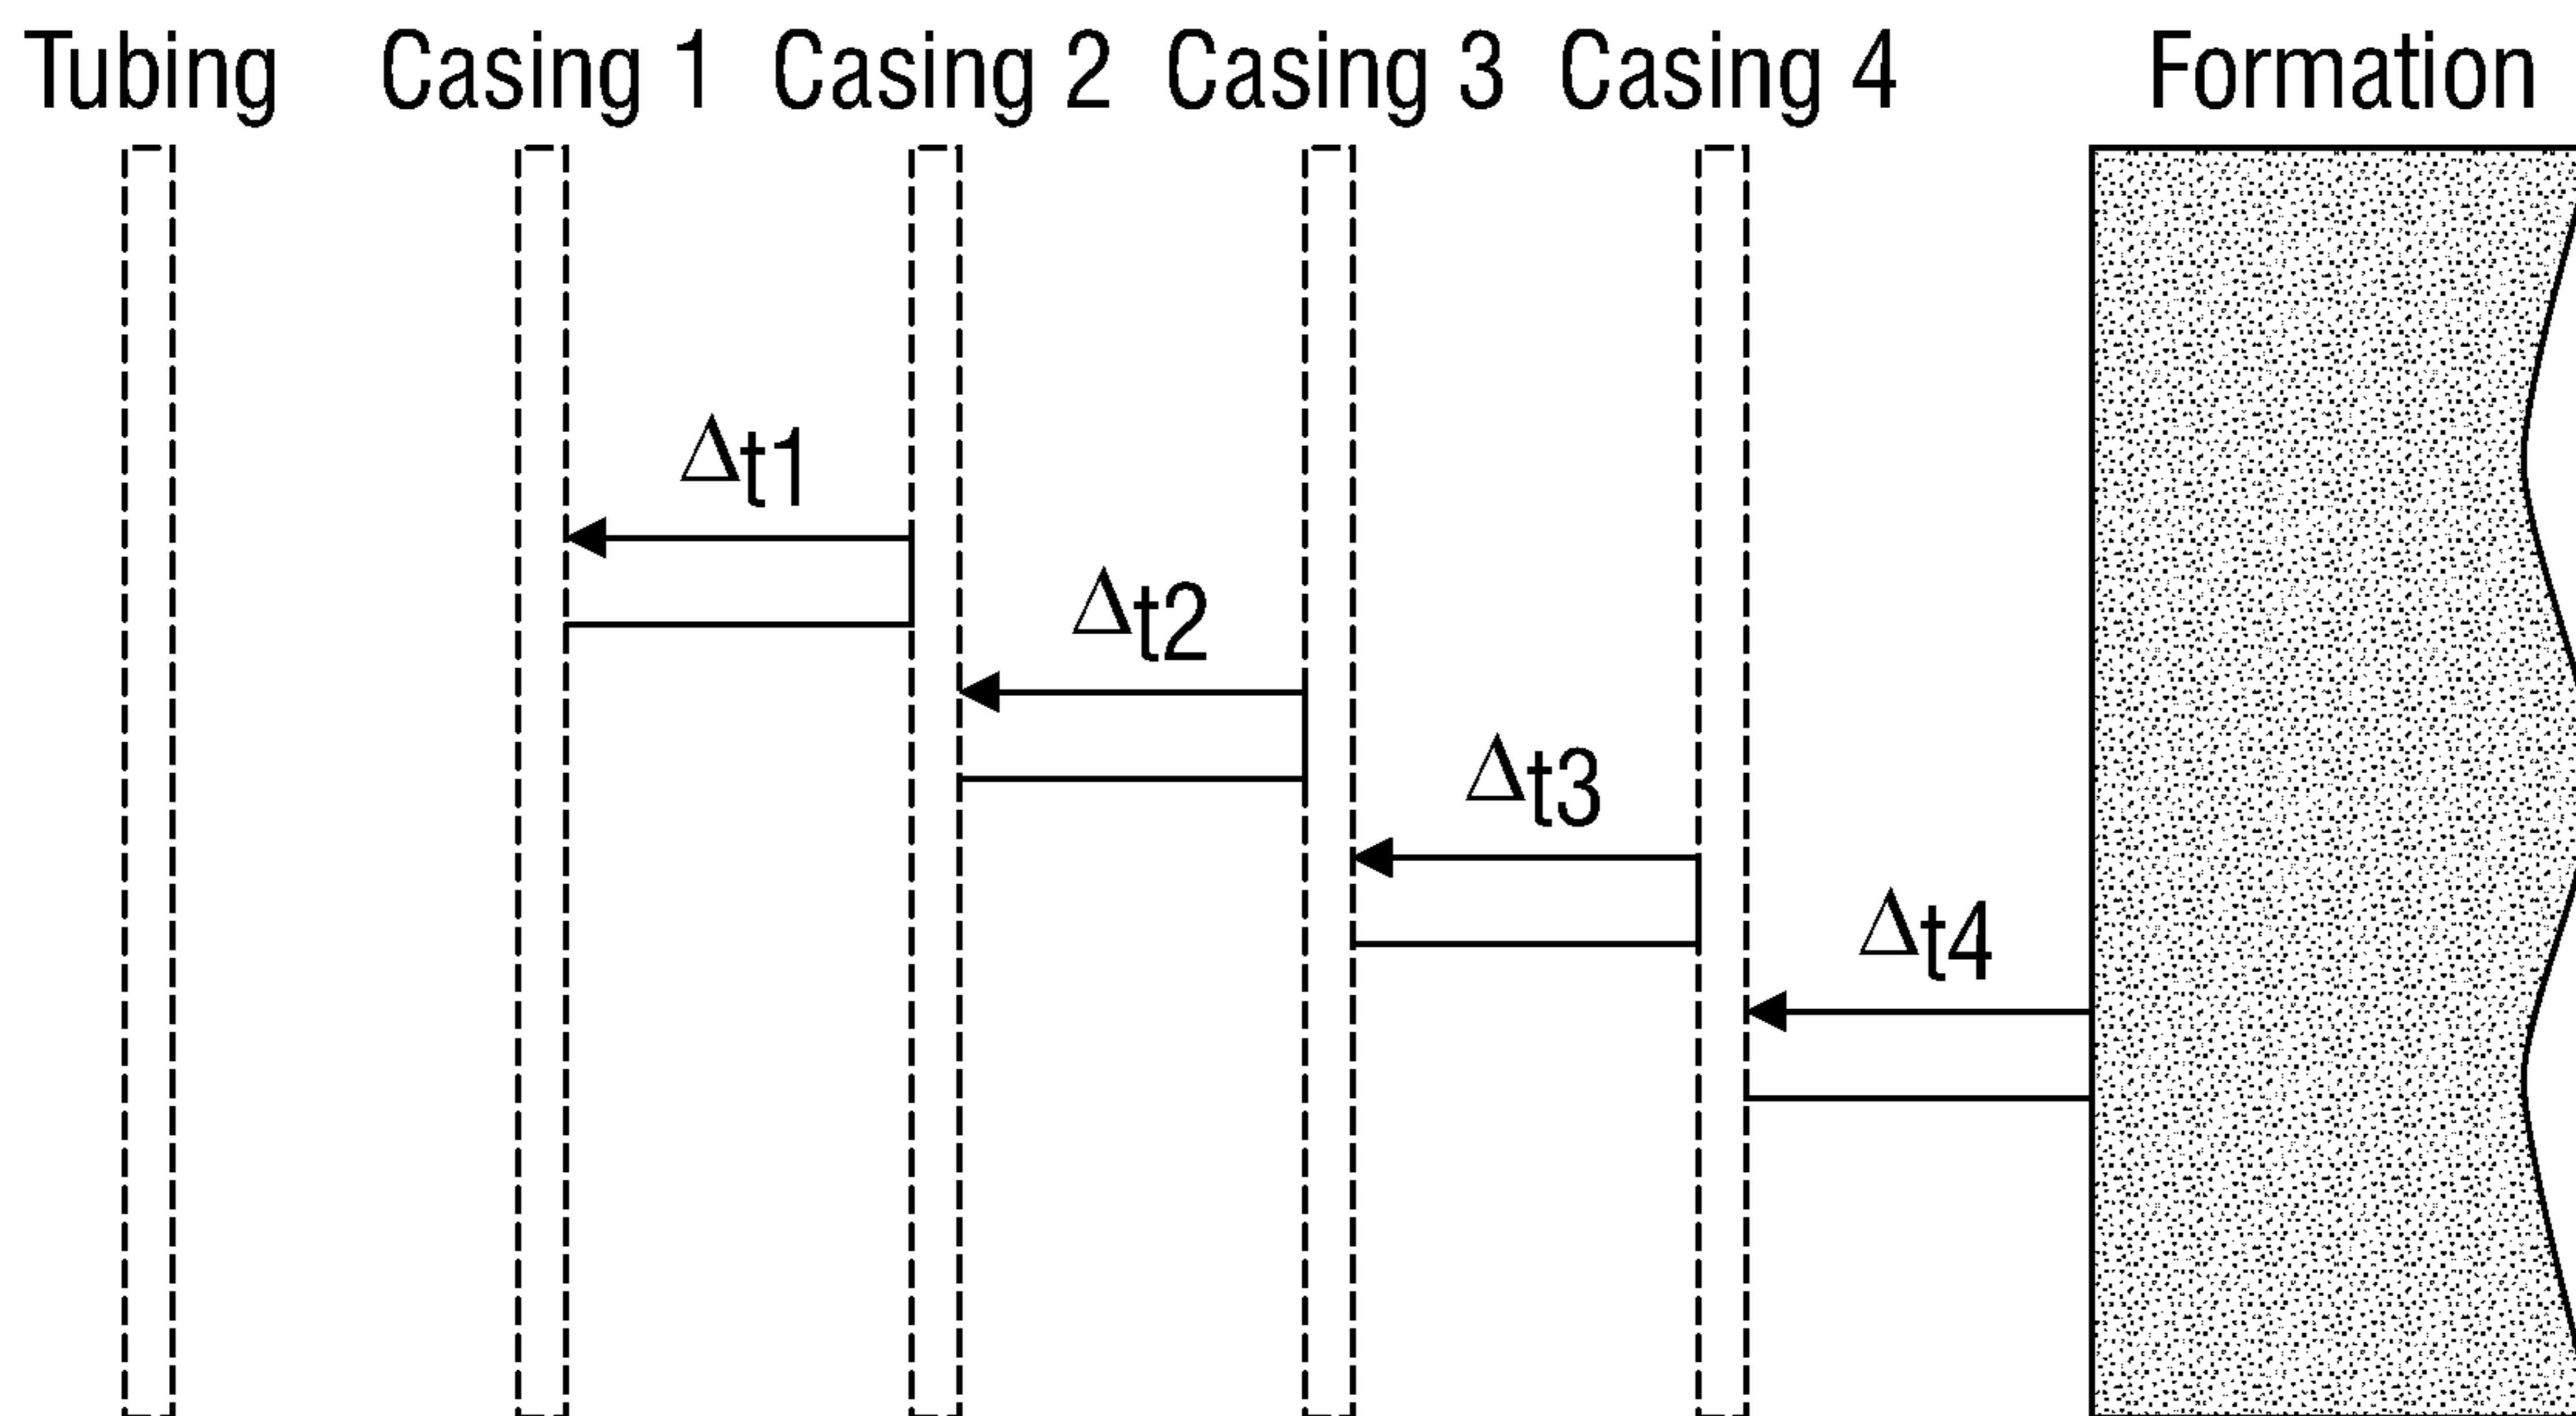 Tubing Casing 1 Casing 2 Casing 3 Casing 4 Formation
Δt1
Δt2
Δt3
Δt4